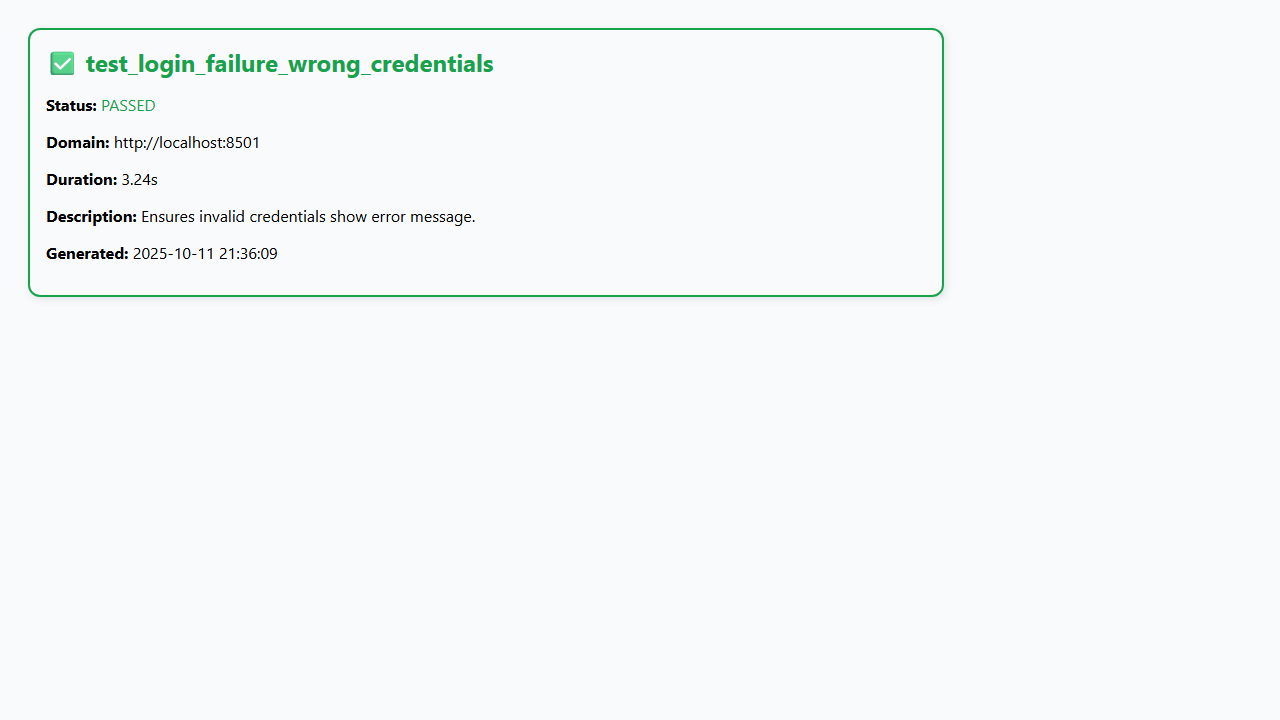 ✅ test_login_failure_wrong_credentials
Status: PASSED
Domain: http://localhost:8501
Duration: 3.24s
Description: Ensures invalid credentials show error message.
Generated: 2025-10-11 21:36:09